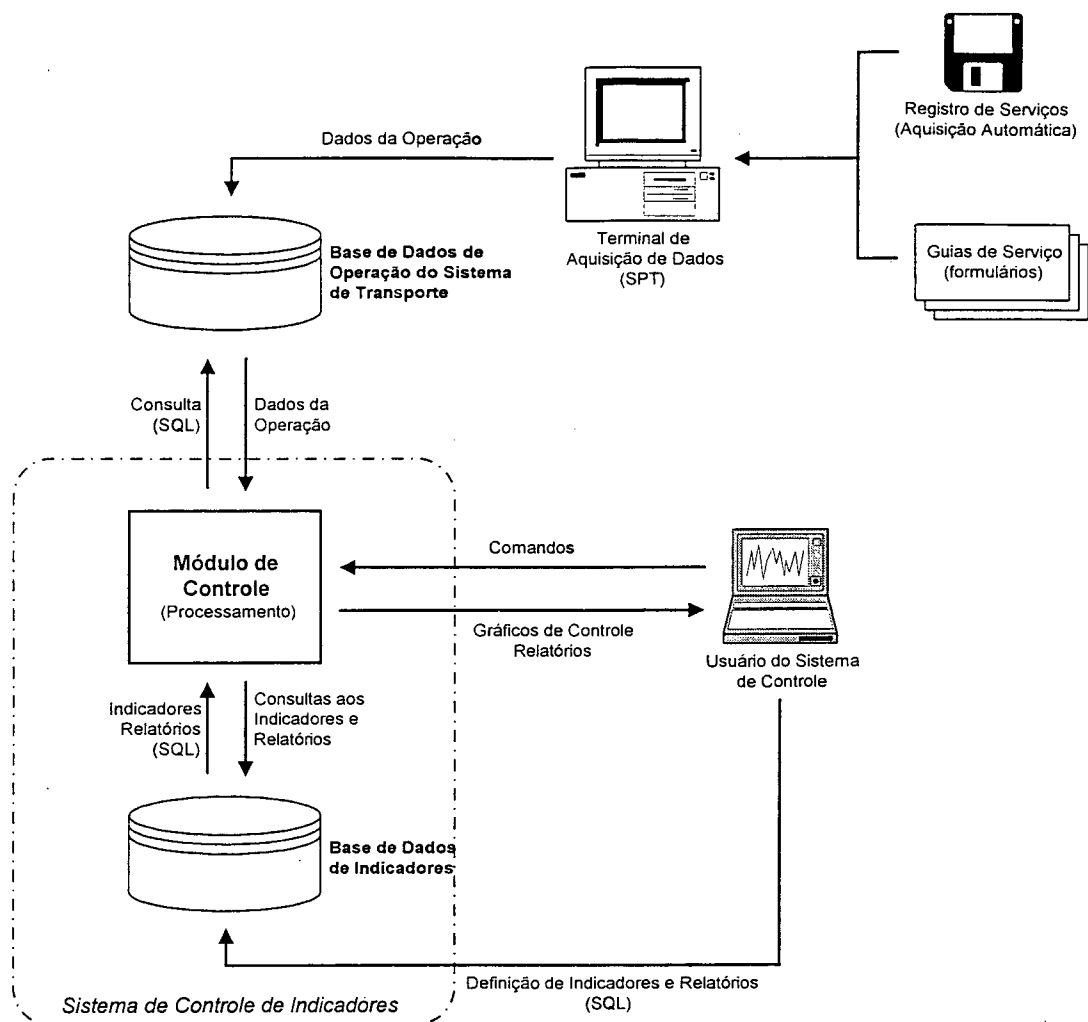 Registro de Serviços
(Aquisição Automática)
Dados da Operação
Terminal de
Aquisição de Dados
(SPT)
Guias de Serviço
(formulários)
Base de Dados de
Operação do Sistema
de Transporte
Consulta
(SQL)
Dados da
Operação
Módulo de
Controle
(Processamento)
Comandos
Gráficos de Controle
Relatórios
Usuário do Sistema
de Controle
Indicadores
Relatórios
(SQL)
Consultas aos
Indicadores e
Relatórios
Base de Dados
de Indicadores
Definição de Indicadores e Relatórios
(SQL)
Sistema de Controle de Indicadores